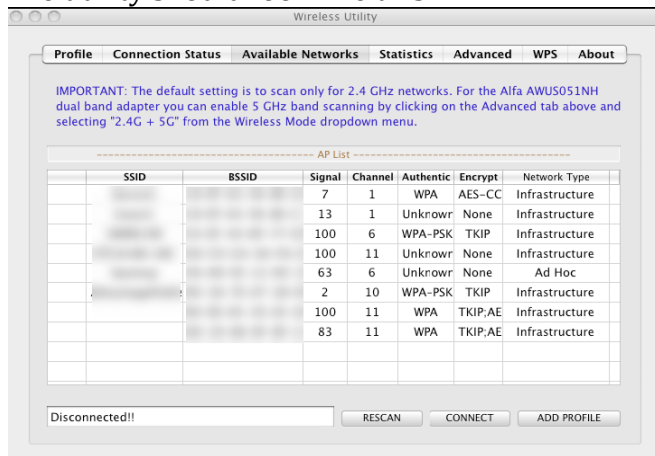 Wireless Utility
Profile Connection Status Available Networks Statistics Advanced WPS About
IMPORTANT: The default setting is to scan only for 2.4 GHz networks. For the Alfa AWUS051NH
dual band adapter you can enable 5 GHz band scanning by clicking on the Advanced tab above and
selecting "2.4G + 5G" from the Wireless Mode dropdown menu.
AP List
SSID BSSID Signal Channel Authentic Encrypt Network Type
7 1 WPA AES-CC Infrastructure
13 1 Unknowr None Infrastructure
100 6 WPA-PSK TKIP Infrastructure
100 11 Unknowr None Infrastructure
63 6 Unknowr None Ad Hoc
2 10 WPA-PSK TKIP Infrastructure
100 11 WPA TKIP;AE Infrastructure
83 11 WPA TKIP;AE Infrastructure
Disconnected!! RESCAN CONNECT ADD PROFILE